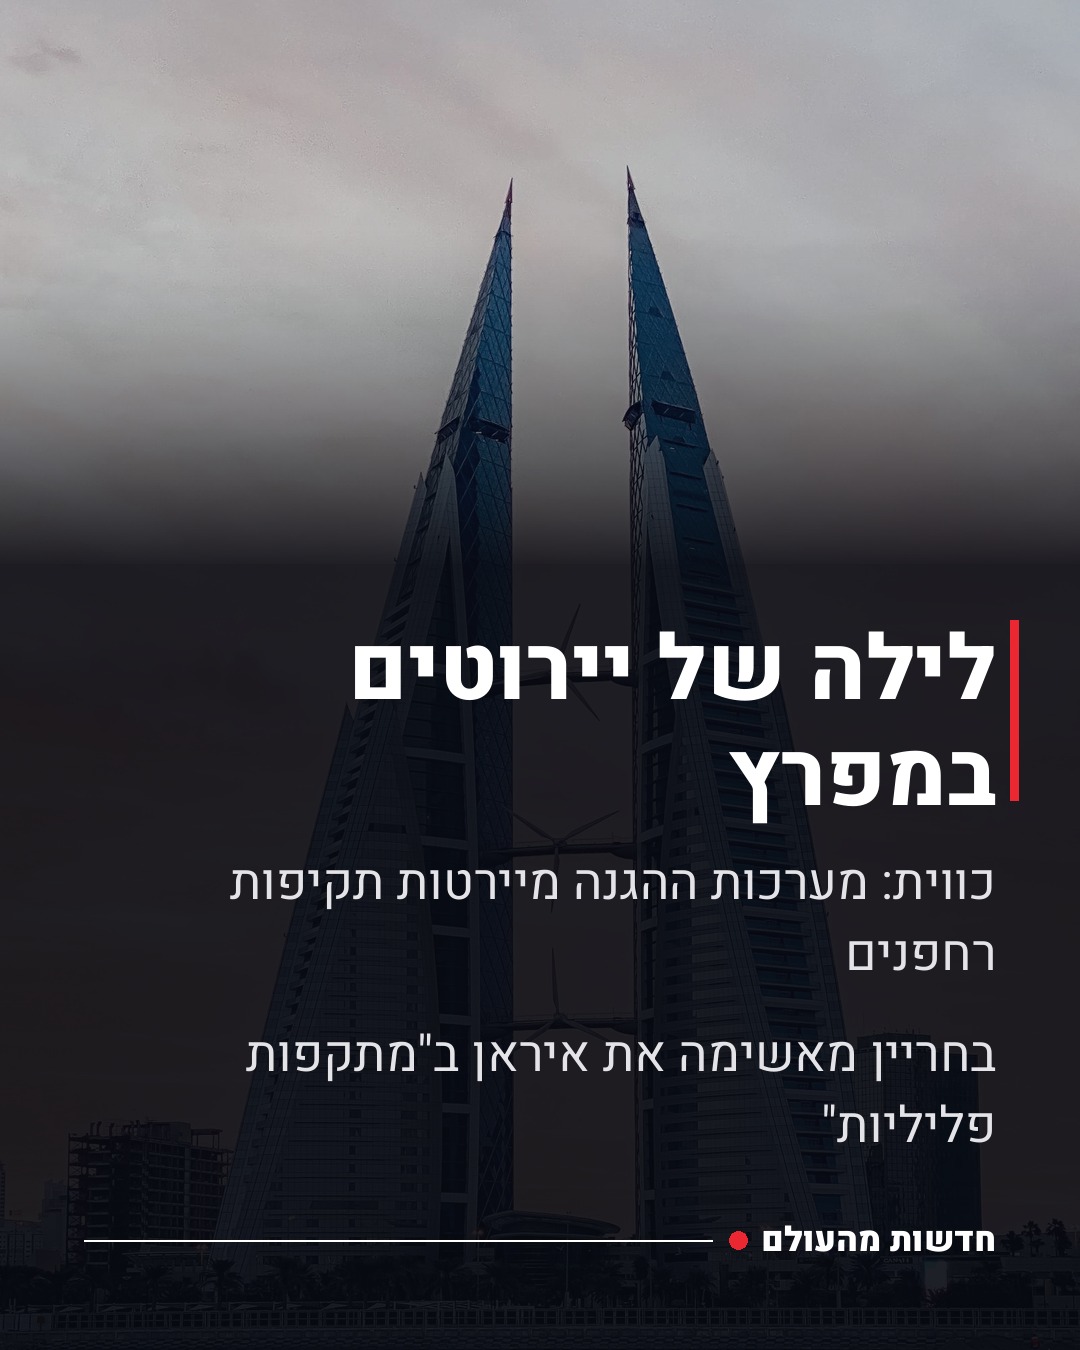 לילה של יירוטים
במפרץ
כווית: מערכות ההגנה מיירטות תקיפות
רחפנים
בחריין מאשימה את איראן ב"מתקפות
פליליות"
חדשות מהעולם